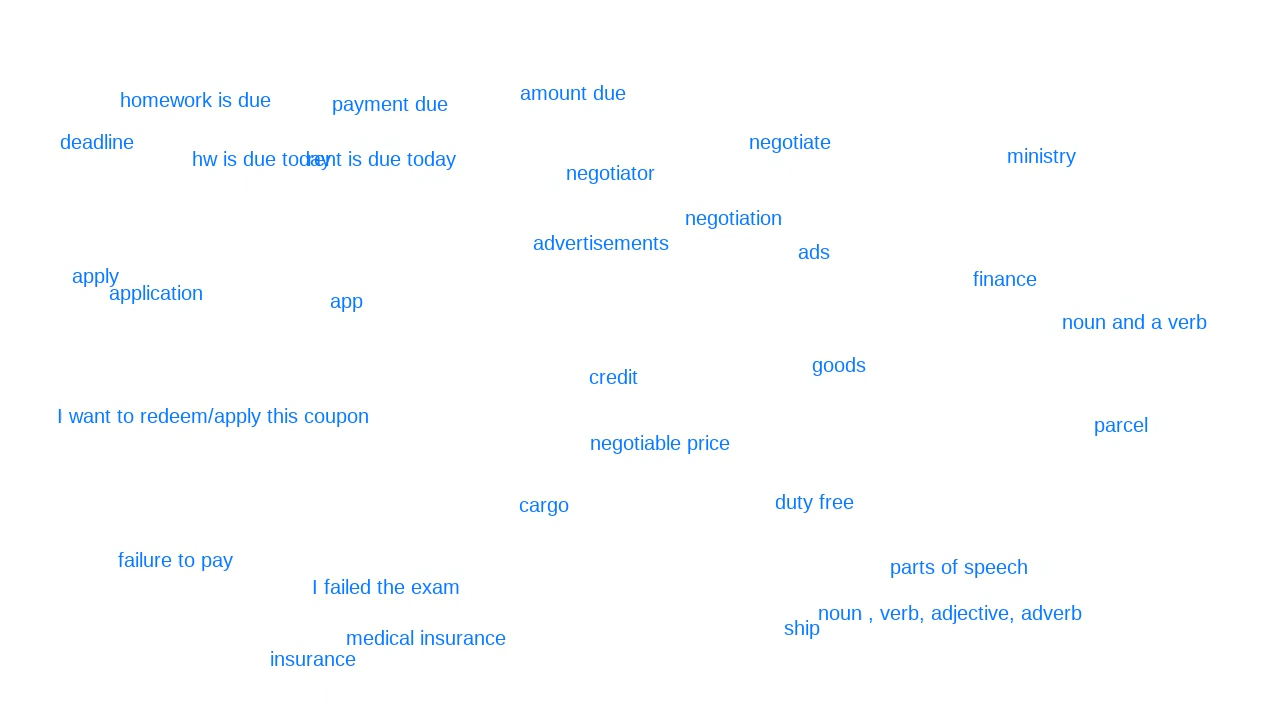 amount due
homework is due
payment due
deadline
negotiate
ministry
hw is due today
rent is due today
negotiator
negotiation
advertisements
ads
apply
finance
application
app
noun and a verb
goods
credit
I want to redeem/apply this coupon
parcel
negotiable price
duty free
cargo
failure to pay
parts of speech
I failed the exam
noun , verb, adjective, adverb
ship
medical insurance
insurance